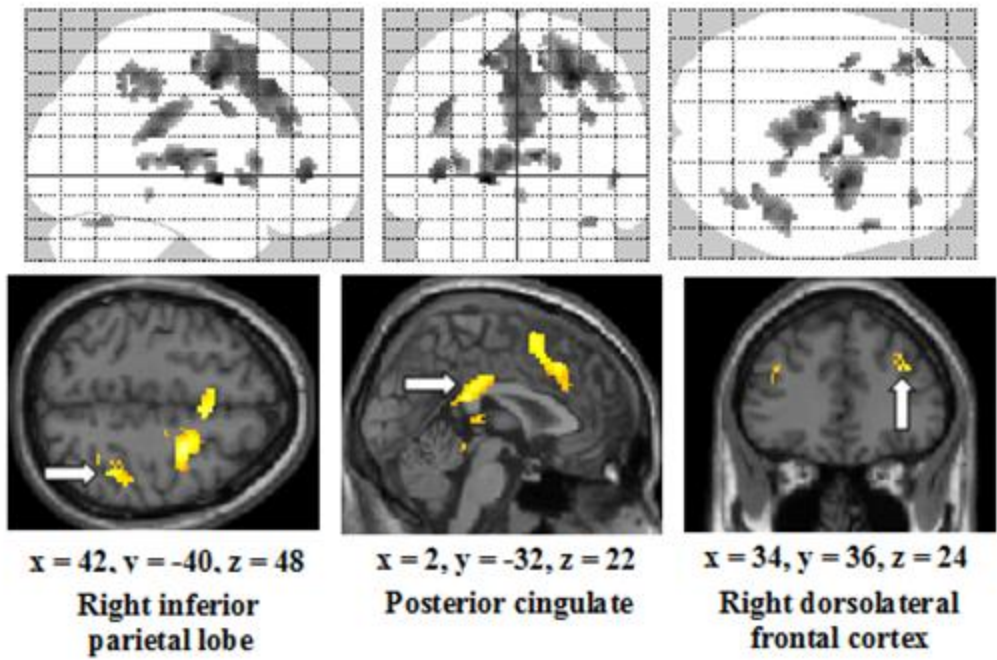 x = 42, y = -40, z = 48
Right inferior
parietal lobe
x = 2, y = -32, z = 22
Posterior cingulate
x = 34, y = 36, z = 24
Right dorsolateral
frontal cortex